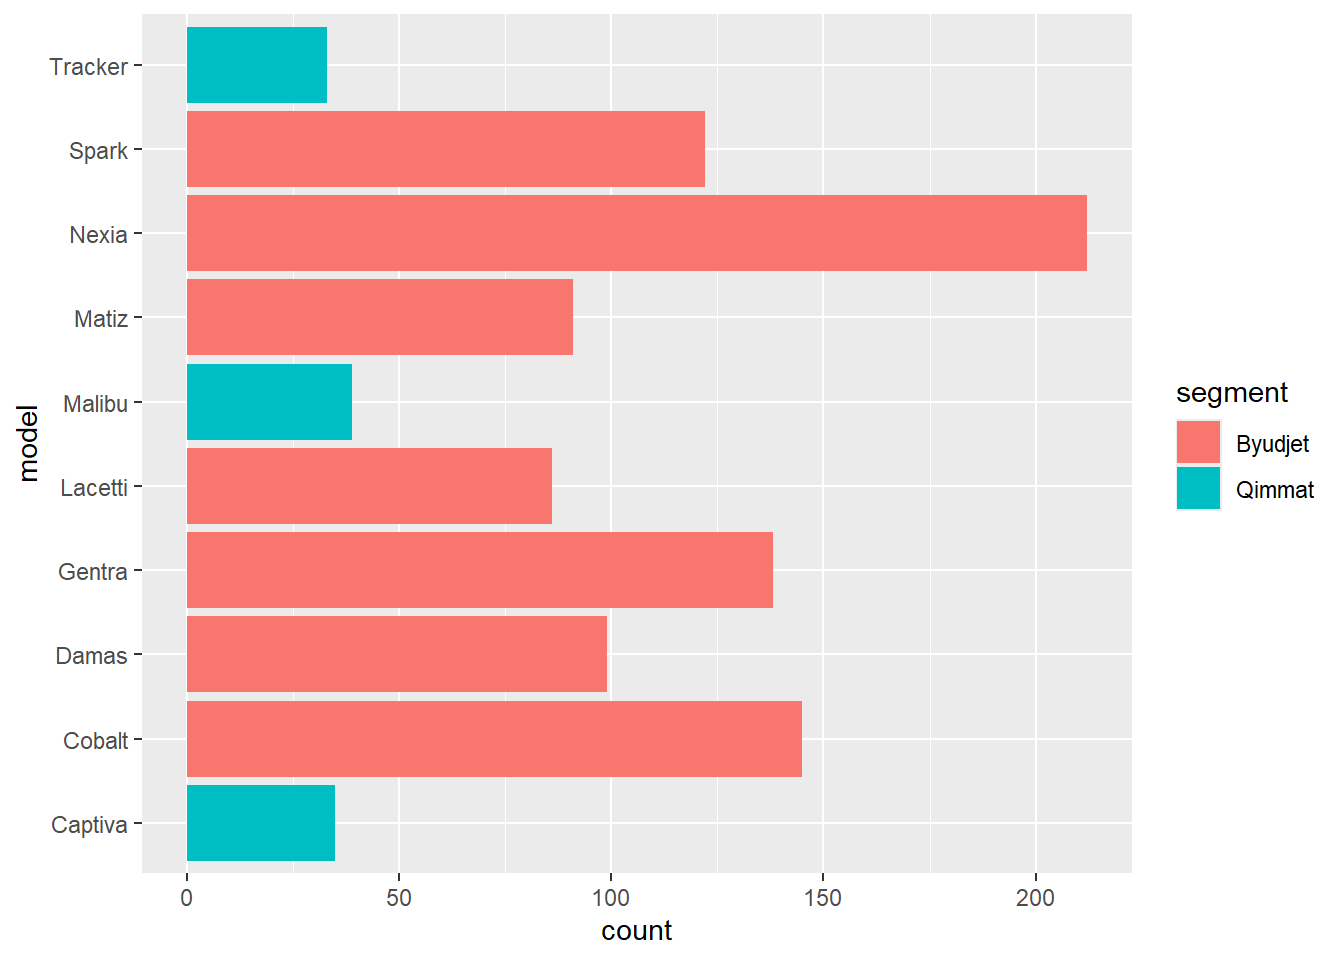 Tracker
Spark
Nexia
Matiz
Malibu
Lacetti
Gentra
Damas
Cobalt
Captiva
model
0 50 100 150 200
count
segment
Byudjet
Qimmat